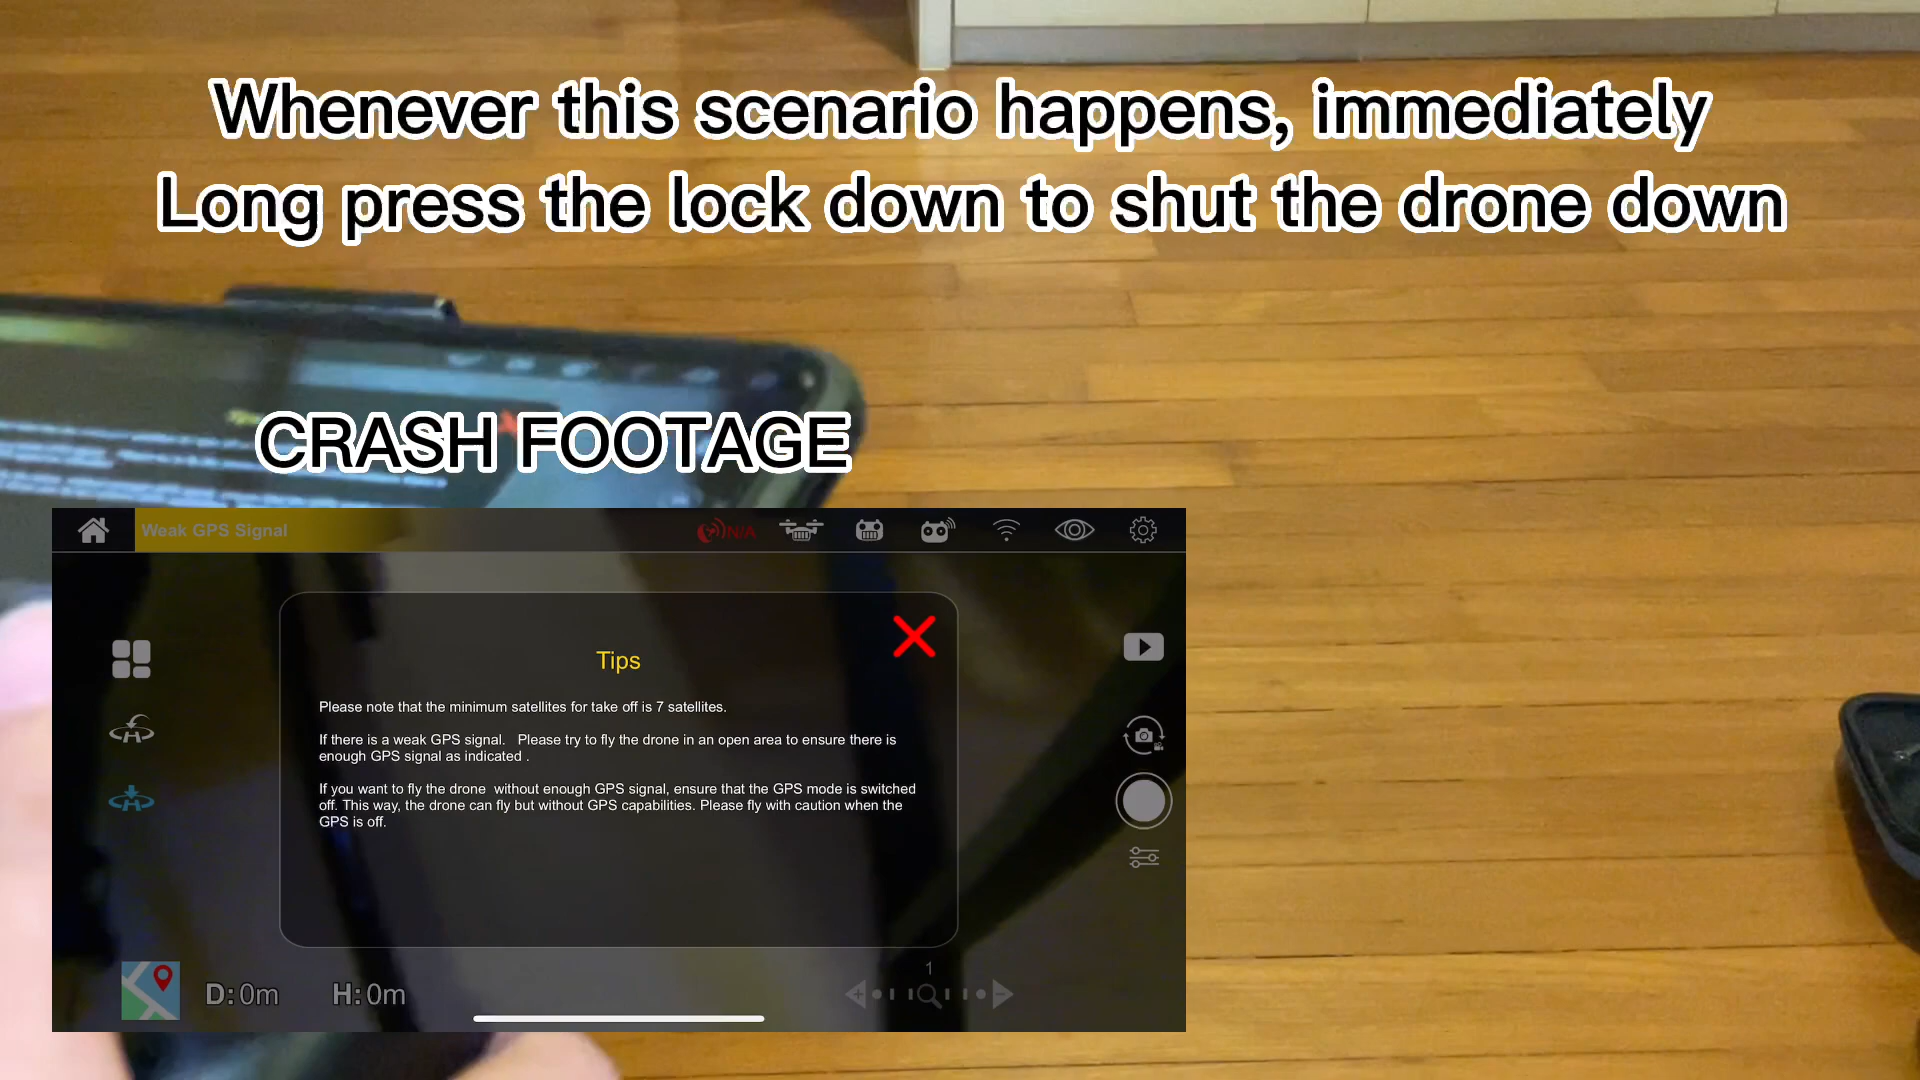 Whenever this scenario happens, immediately
Long press the lock down to shut the drone down
CRASH FOOTAGE
Weak GPS Signal
N/A
Tips
Please note that the minimum satellites for take off is 7 satellites.
If there is a weak GPS signal.   Please try to fly the drone in an open area to ensure there is
enough GPS signal as indicated .
If you want to fly the drone  without enough GPS signal, ensure that the GPS mode is switched
off. This way, the drone can fly but without GPS capabilities. Please fly with caution when the
GPS is off.
1
D:0m H:0m